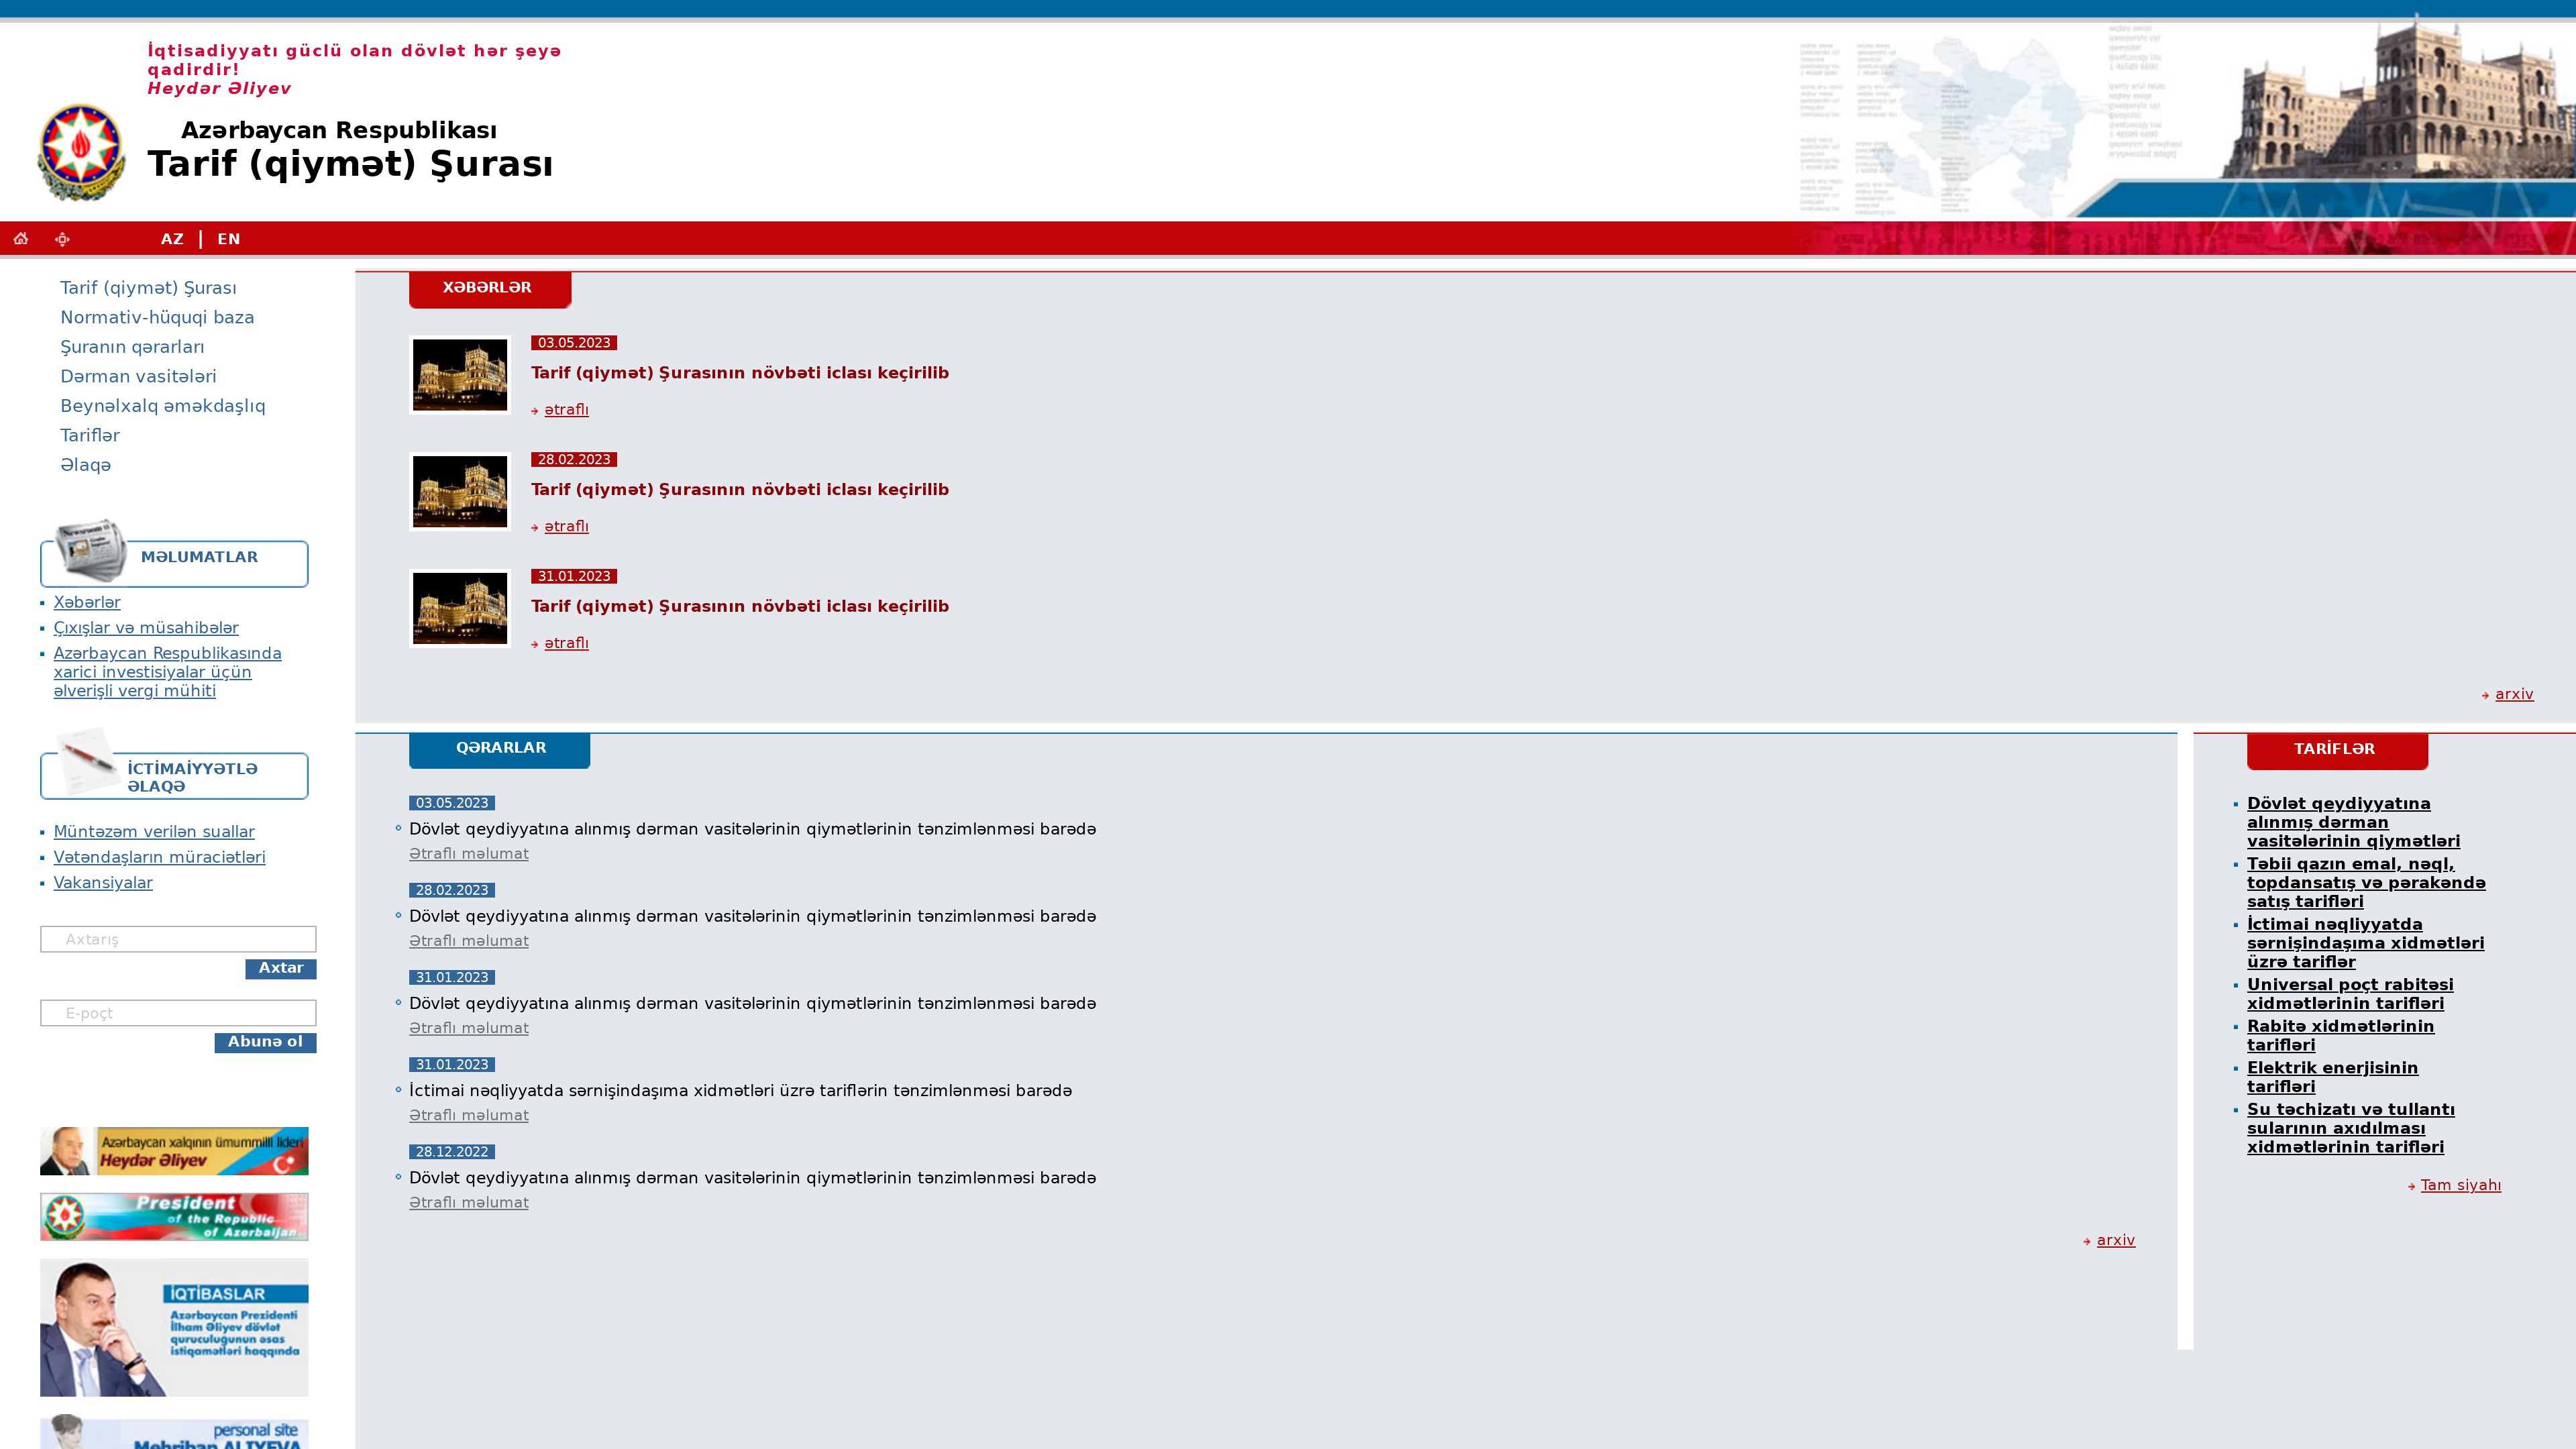 İqtisadiyyatı güclü olan dövlət hər şeyə
qadirdir!
Heydər Əliyev
Azərbaycan Respublikası
Tarif (qiymət) Şurası
AZ | EN
Tarif (qiymət) Şurası
Normativ-hüquqi baza
Şuranın qərarları
Dərman vasitələri
Beynəlxalq əməkdaşlıq
Tariflər
Əlaqə
MƏLUMATLAR
Xəbərlər
Çıxışlar və müsahibələr
Azərbaycan Respublikasında
xarici investisiyalar üçün
əlverişli vergi mühiti
İCTİMAİYYƏTLƏ
ƏLAQƏ
Müntəzəm verilən suallar
Vətəndaşların müraciətləri
Vakansiyalar
Axtarış
Axtar
E-poçt
Abunə ol
Azərbaycan xalqının ümummilli lideri
Heydər Əliyev
President
of the Republic
of Azerbaijan
İQTİBASLAR
Azərbaycan Prezidenti
İlham Əliyev dövlət
quruculuğunun əsas
istiqamətləri haqqında
personal site
Mehriban ALIYEVA
XƏBƏRLƏR
03.05.2023
Tarif (qiymət) Şurasının növbəti iclası keçirilib
ətraflı
28.02.2023
Tarif (qiymət) Şurasının növbəti iclası keçirilib
ətraflı
31.01.2023
Tarif (qiymət) Şurasının növbəti iclası keçirilib
ətraflı
arxiv
QƏRARLAR
03.05.2023
Dövlət qeydiyyatına alınmış dərman vasitələrinin qiymətlərinin tənzimlənməsi barədə
Ətraflı məlumat
28.02.2023
Dövlət qeydiyyatına alınmış dərman vasitələrinin qiymətlərinin tənzimlənməsi barədə
Ətraflı məlumat
31.01.2023
Dövlət qeydiyyatına alınmış dərman vasitələrinin qiymətlərinin tənzimlənməsi barədə
Ətraflı məlumat
31.01.2023
İctimai nəqliyyatda sərnişindaşıma xidmətləri üzrə tariflərin tənzimlənməsi barədə
Ətraflı məlumat
28.12.2022
Dövlət qeydiyyatına alınmış dərman vasitələrinin qiymətlərinin tənzimlənməsi barədə
Ətraflı məlumat
arxiv
TARİFLƏR
Dövlət qeydiyyatına
alınmış dərman
vasitələrinin qiymətləri
Təbii qazın emal, nəql,
topdansatış və pərakəndə
satış tarifləri
İctimai nəqliyyatda
sərnişindaşıma xidmətləri
üzrə tariflər
Universal poçt rabitəsi
xidmətlərinin tarifləri
Rabitə xidmətlərinin
tarifləri
Elektrik enerjisinin
tarifləri
Su təchizatı və tullantı
sularının axıdılması
xidmətlərinin tarifləri
Tam siyahı